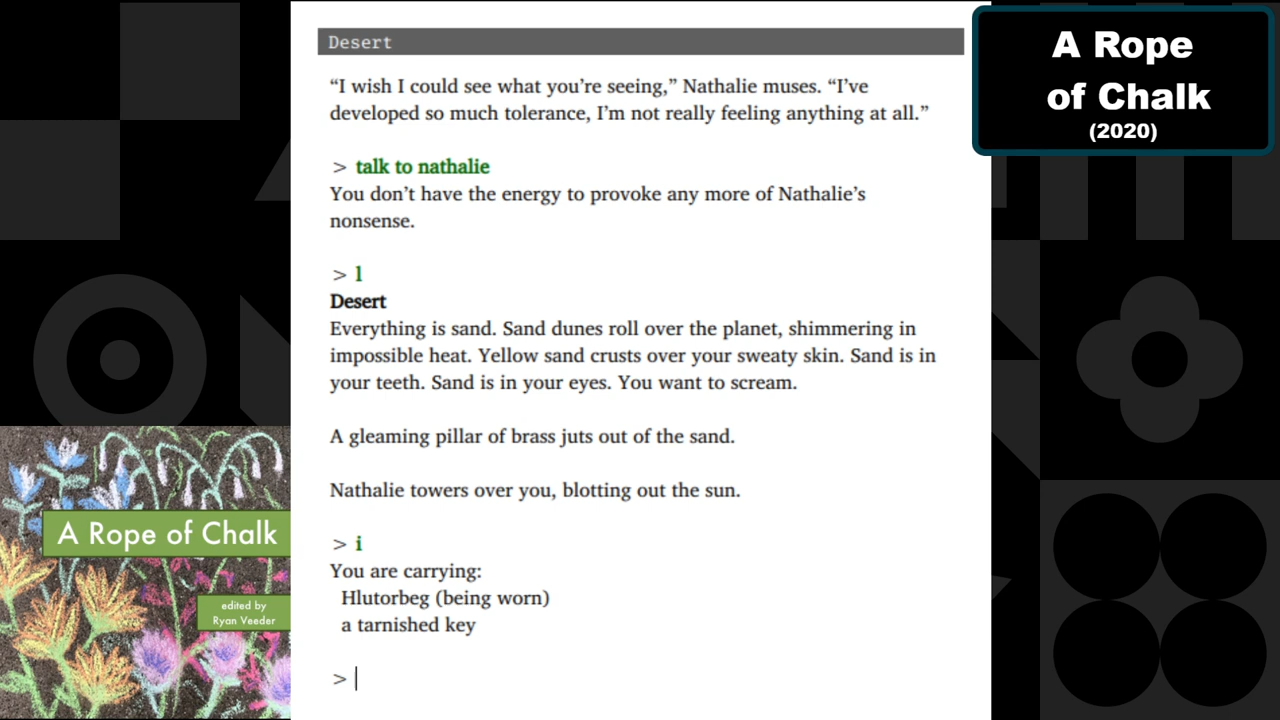 Desert
“I wish I could see what you’re seeing,” Nathalie muses. “I’ve
developed so much tolerance, I’m not really feeling anything at all.”
> talk to nathalie
You don’t have the energy to provoke any more of Nathalie’s
nonsense.
> l
Desert
Everything is sand. Sand dunes roll over the planet, shimmering in
impossible heat. Yellow sand crusts over your sweaty skin. Sand is in
your teeth. Sand is in your eyes. You want to scream.
A gleaming pillar of brass juts out of the sand.
Nathalie towers over you, blotting out the sun.
> i
You are carrying:
Hlutorbeg (being worn)
a tarnished key
>
A Rope
of Chalk
(2020)
A Rope of Chalk
edited by
Ryan Veeder